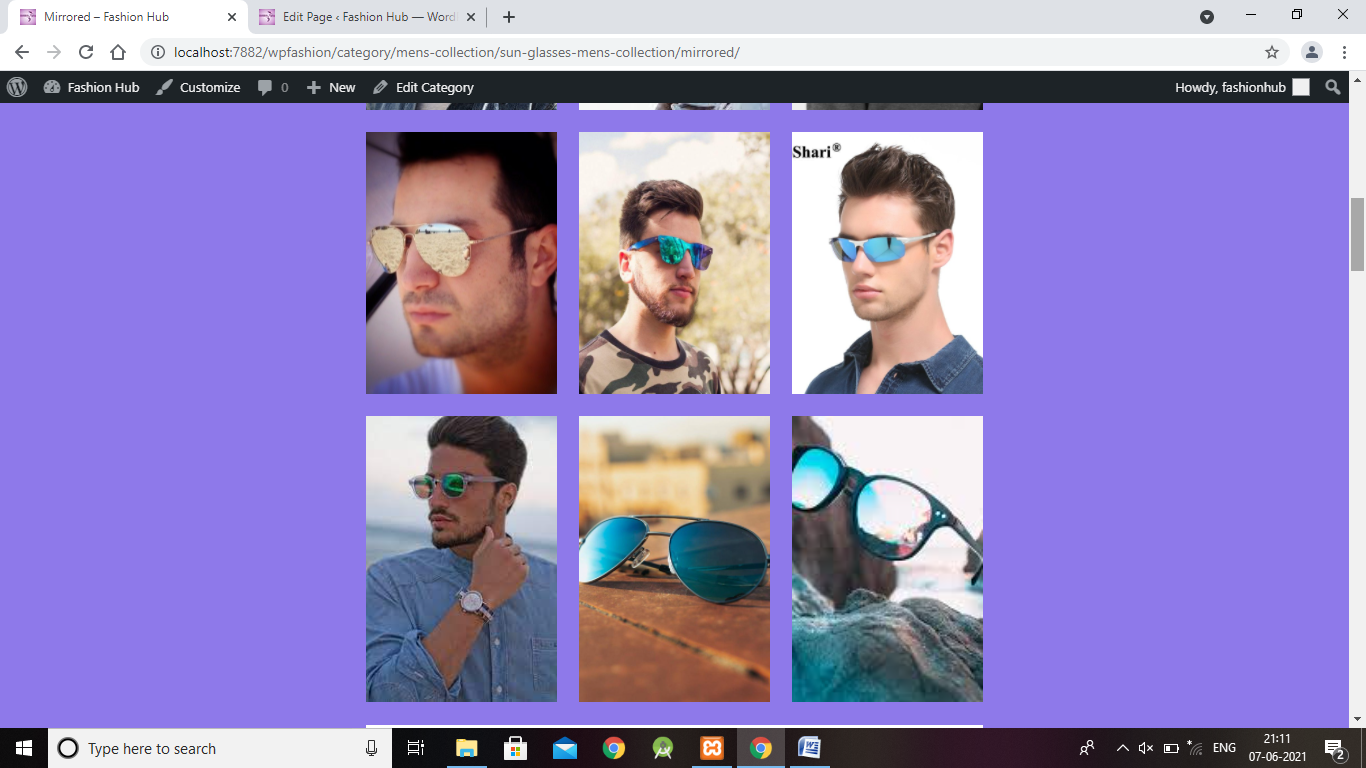 Mirrored – Fashion Hub
Edit Page ‹ Fashion Hub — Word
localhost:7882/wpfashion/category/mens-collection/sun-glasses-mens-collection/mirrored/
Fashion Hub Customize 0 New Edit Category Howdy, fashionhub
Shari®
Type here to search
ENG
21:11
07-06-2021
2